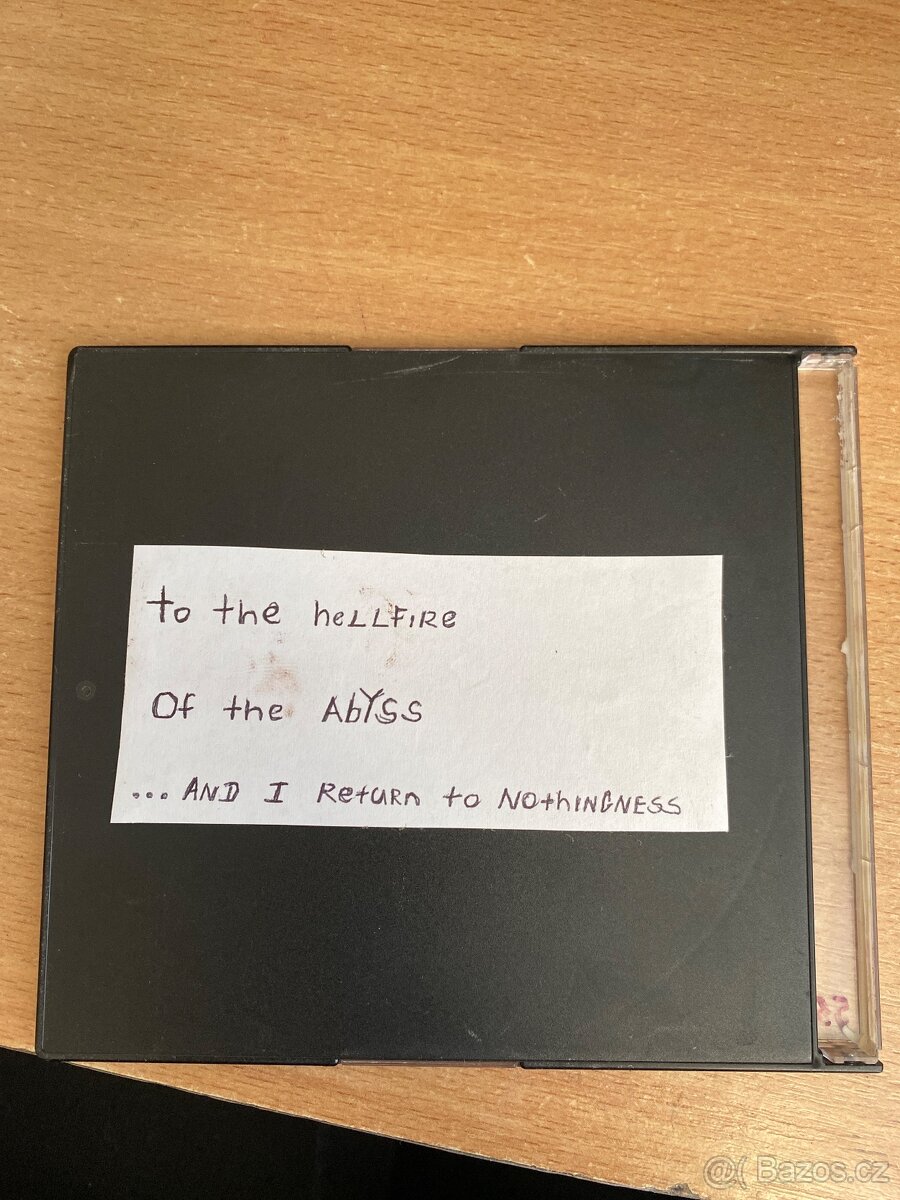 to the heLLFiRe
Of the AbYSS
... AND I RetuRn to NOthINGNESS
@( Bazos.cz